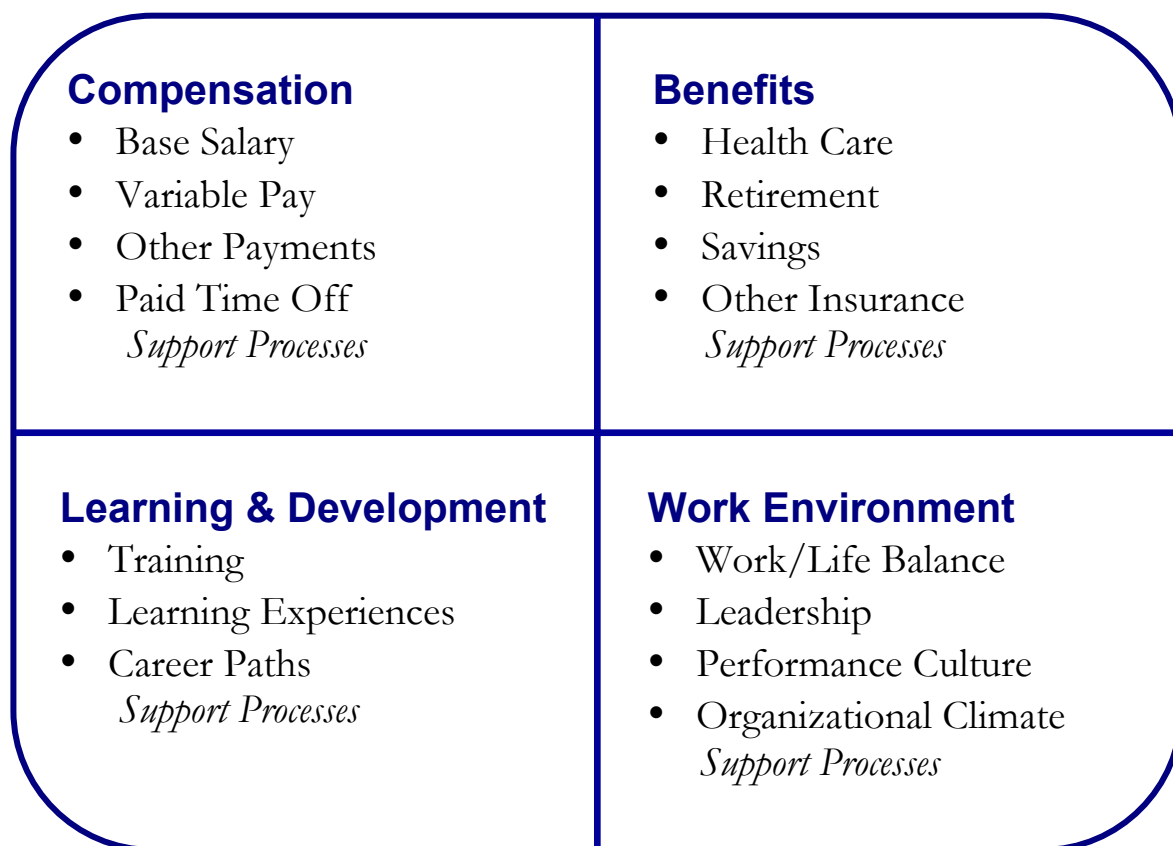 Compensation
• Base Salary
• Variable Pay
• Other Payments
• Paid Time Off
Support Processes
Benefits
• Health Care
• Retirement
• Savings
• Other Insurance
Support Processes
Learning & Development
• Training
• Learning Experiences
• Career Paths
Support Processes
Work Environment
• Work/Life Balance
• Leadership
• Performance Culture
• Organizational Climate
Support Processes